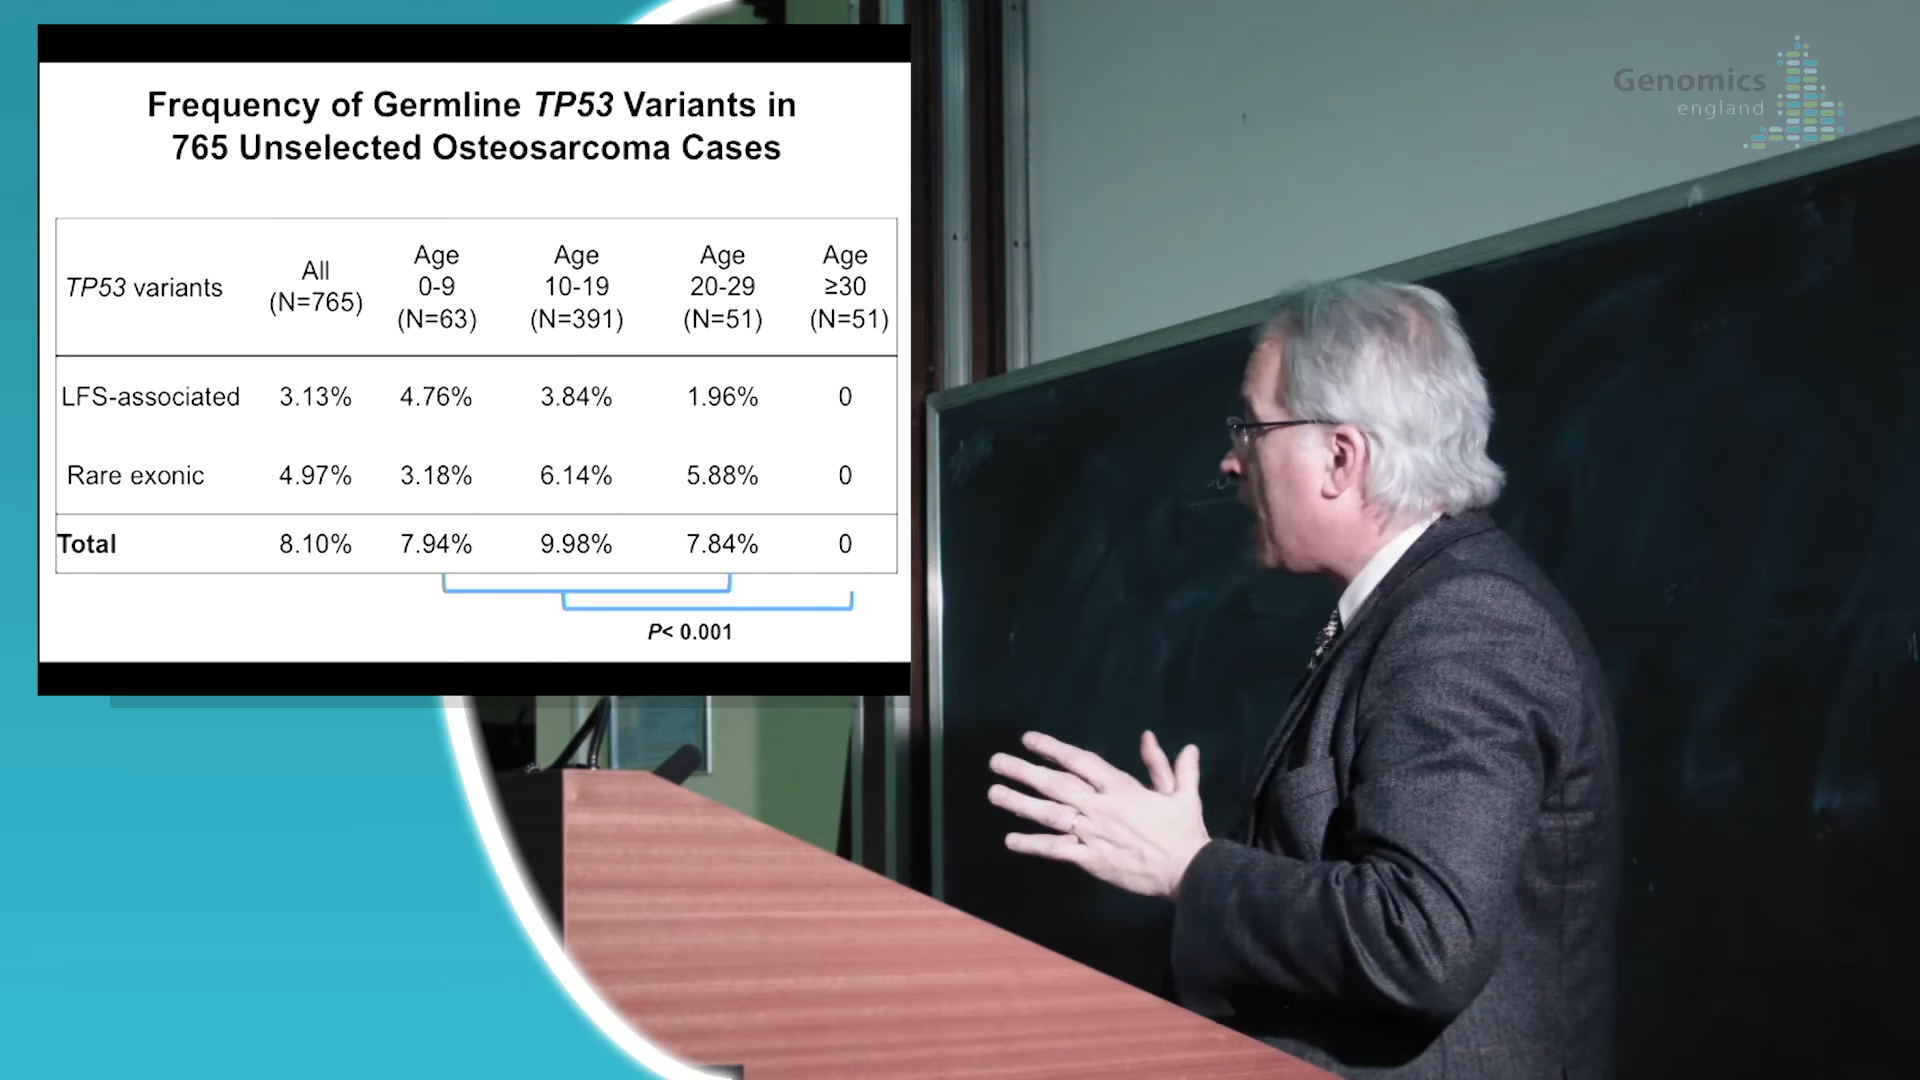 Frequency of Germline TP53 Variants in
765 Unselected Osteosarcoma Cases
TP53 variants
All
(N=765)
Age
0-9
(N=63)
Age
10-19
(N=391)
Age
20-29
(N=51)
Age
≥30
(N=51)
LFS-associated 3.13% 4.76% 3.84% 1.96% 0
Rare exonic 4.97% 3.18% 6.14% 5.88% 0
Total 8.10% 7.94% 9.98% 7.84% 0
P< 0.001
Genomics
england